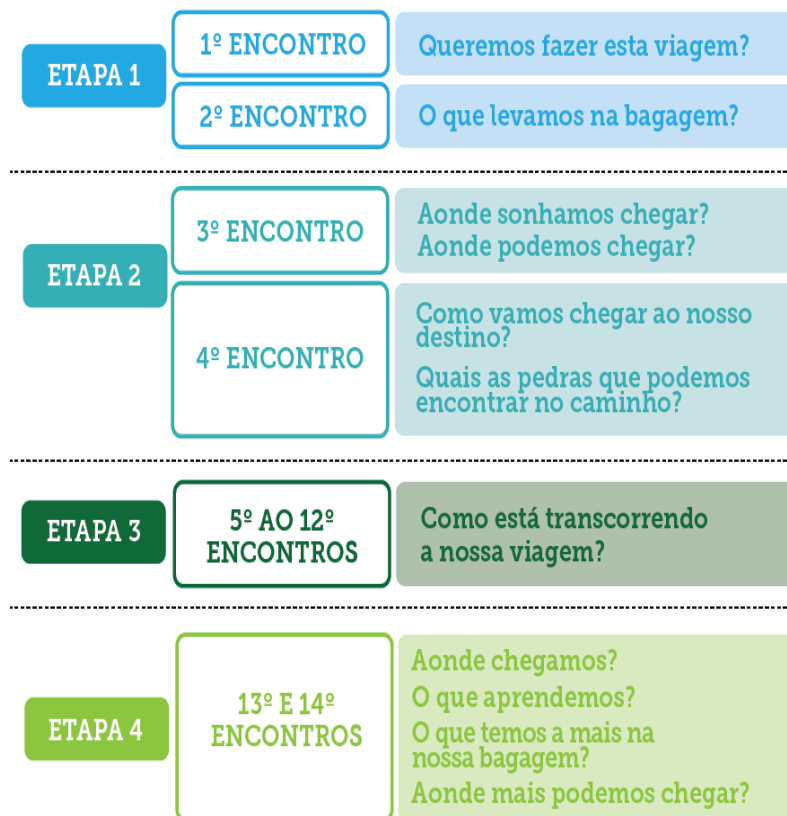 ETAPA 1
1º ENCONTRO
Queremos fazer esta viagem?
2º ENCONTRO
O que levamos na bagagem?
ETAPA 2
3º ENCONTRO
Aonde sonhamos chegar?
Aonde podemos chegar?
4º ENCONTRO
Como vamos chegar ao nosso
destino?
Quais as pedras que podemos
encontrar no caminho?
ETAPA 3
5º AO 12º
ENCONTROS
Como está transcorrendo
a nossa viagem?
ETAPA 4
13º E 14º
ENCONTROS
Aonde chegamos?
O que aprendemos?
O que temos a mais na
nossa bagagem?
Aonde mais podemos chegar?